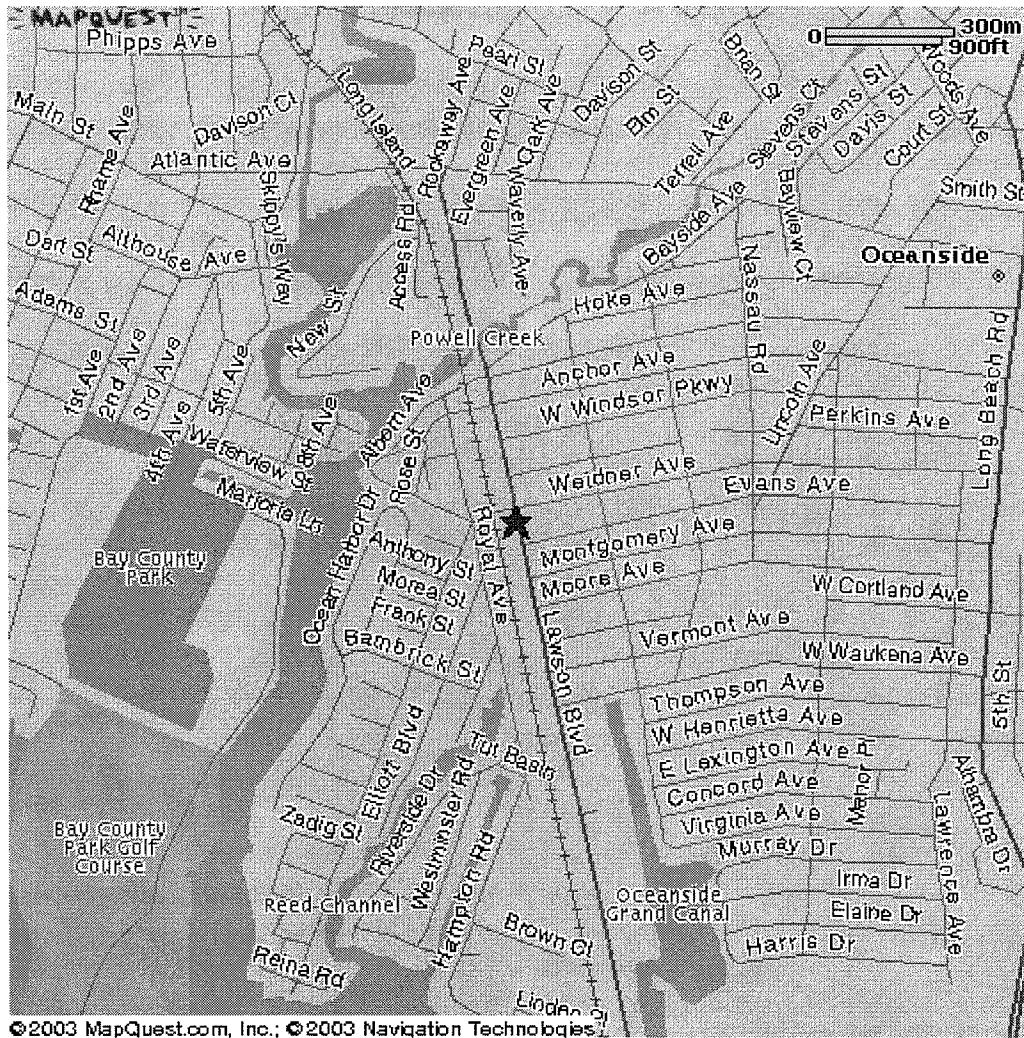 MAPQUEST
0 300m
900ft
Phipps Ave
Main St
Rhame Ave
Davison Ct
Atlantic Ave
Long Island
Rockaway Ave
Pearl St
Evergreen Ave
Clark Ave
Waverly Ave
Davison St
Elm St
Brian St
Terrell Ave
Stevens Ct
Stevens St
Davis St
Court St
Woods Ave
Smith St
Skippy's Way
Access Rd
Bayside Ave
Bayview Ct
Oceanside
Dart St
Althouse Ave
Adams St
New St
Powell Creek
Hoke Ave
Nassau Rd
Long Beach Rd
1st Ave
2nd Ave
3rd Ave
4th Ave
5th Ave
8th Ave
Waterview St
Marjorie Ln
Alborn Ave
Rose St
Anchor Ave
W Windsor Pkwy
Lincoln Ave
Perkins Ave
Weidner Ave
Evans Ave
Bay County
Park
Ocean Harbor Dr
Anthony St
Morea St
Frank St
Bambrick St
Royal Ave
Montgomery Ave
Moore Ave
W Cortland Ave
Lawson Blvd
Vermont Ave
W Waukena Ave
5th St
Thompson Ave
W Henrietta Ave
E Lexington Ave
Manor Pl
Concord Ave
Virginia Ave
Murray Dr
Alhambra Dr
Lawrence Ave
Irma Dr
Elaine Dr
Harris Dr
Elliott Blvd
Riverside Dr
Westminster Rd
Hampton Rd
Tut Basin
Zadig St
Bay County
Park Golf
Course
Reed Channel
Reina Rd
Oceanside
Grand Canal
Brown Ct
Linden
©2003 MapQuest.com, Inc.; ©2003 Navigation Technologies